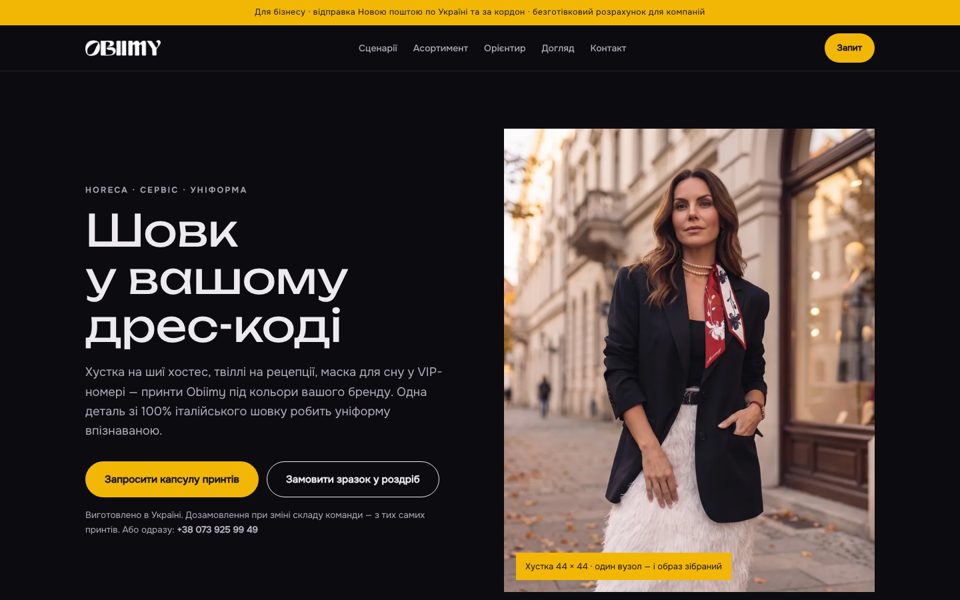 Для бізнесу · відправка Новою поштою по Україні та за кордон · безготівковий розрахунок для компаній
OBIIMY
Сценарії Асортимент Орієнтир Догляд Контакт
Запит
HORECA · СЕРВІС · УНІФОРМА
Шовк
у вашому
дрес-коді
Хустка на шиї хостес, твіллі на рецепції, маска для сну у VIP-
номері — принти Obiimy під кольори вашого бренду. Одна
деталь зі 100% італійського шовку робить уніформу
впізнаваною.
Запросити капсулу принтів
Замовити зразок у роздріб
Виготовлено в Україні. Дозамовлення при зміні складу команди — з тих самих
принтів. Або одразу: +38 073 925 99 49
Хустка 44 × 44 · один вузол — і образ зібраний